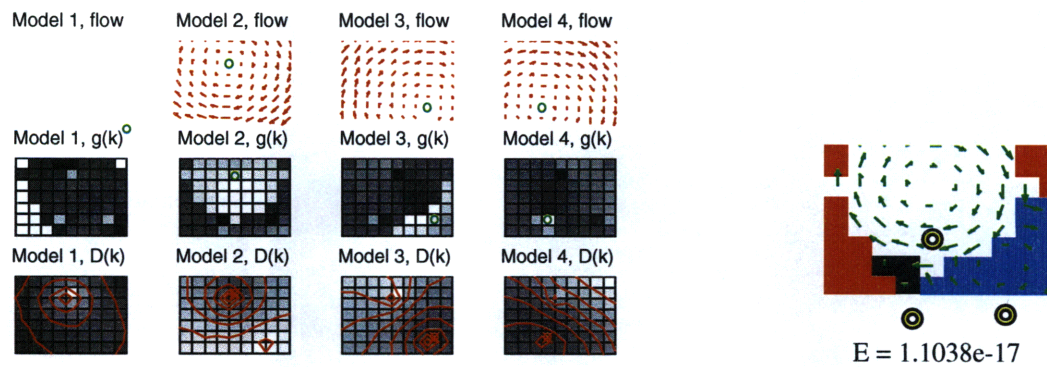 Model 1, flow
Model 2, flow
Model 3, flow
Model 4, flow
Model 1, g(k)
Model 2, g(k)
Model 3, g(k)
Model 4, g(k)
Model 1, D(k)
Model 2, D(k)
Model 3, D(k)
Model 4, D(k)
E = 1.1038e-17